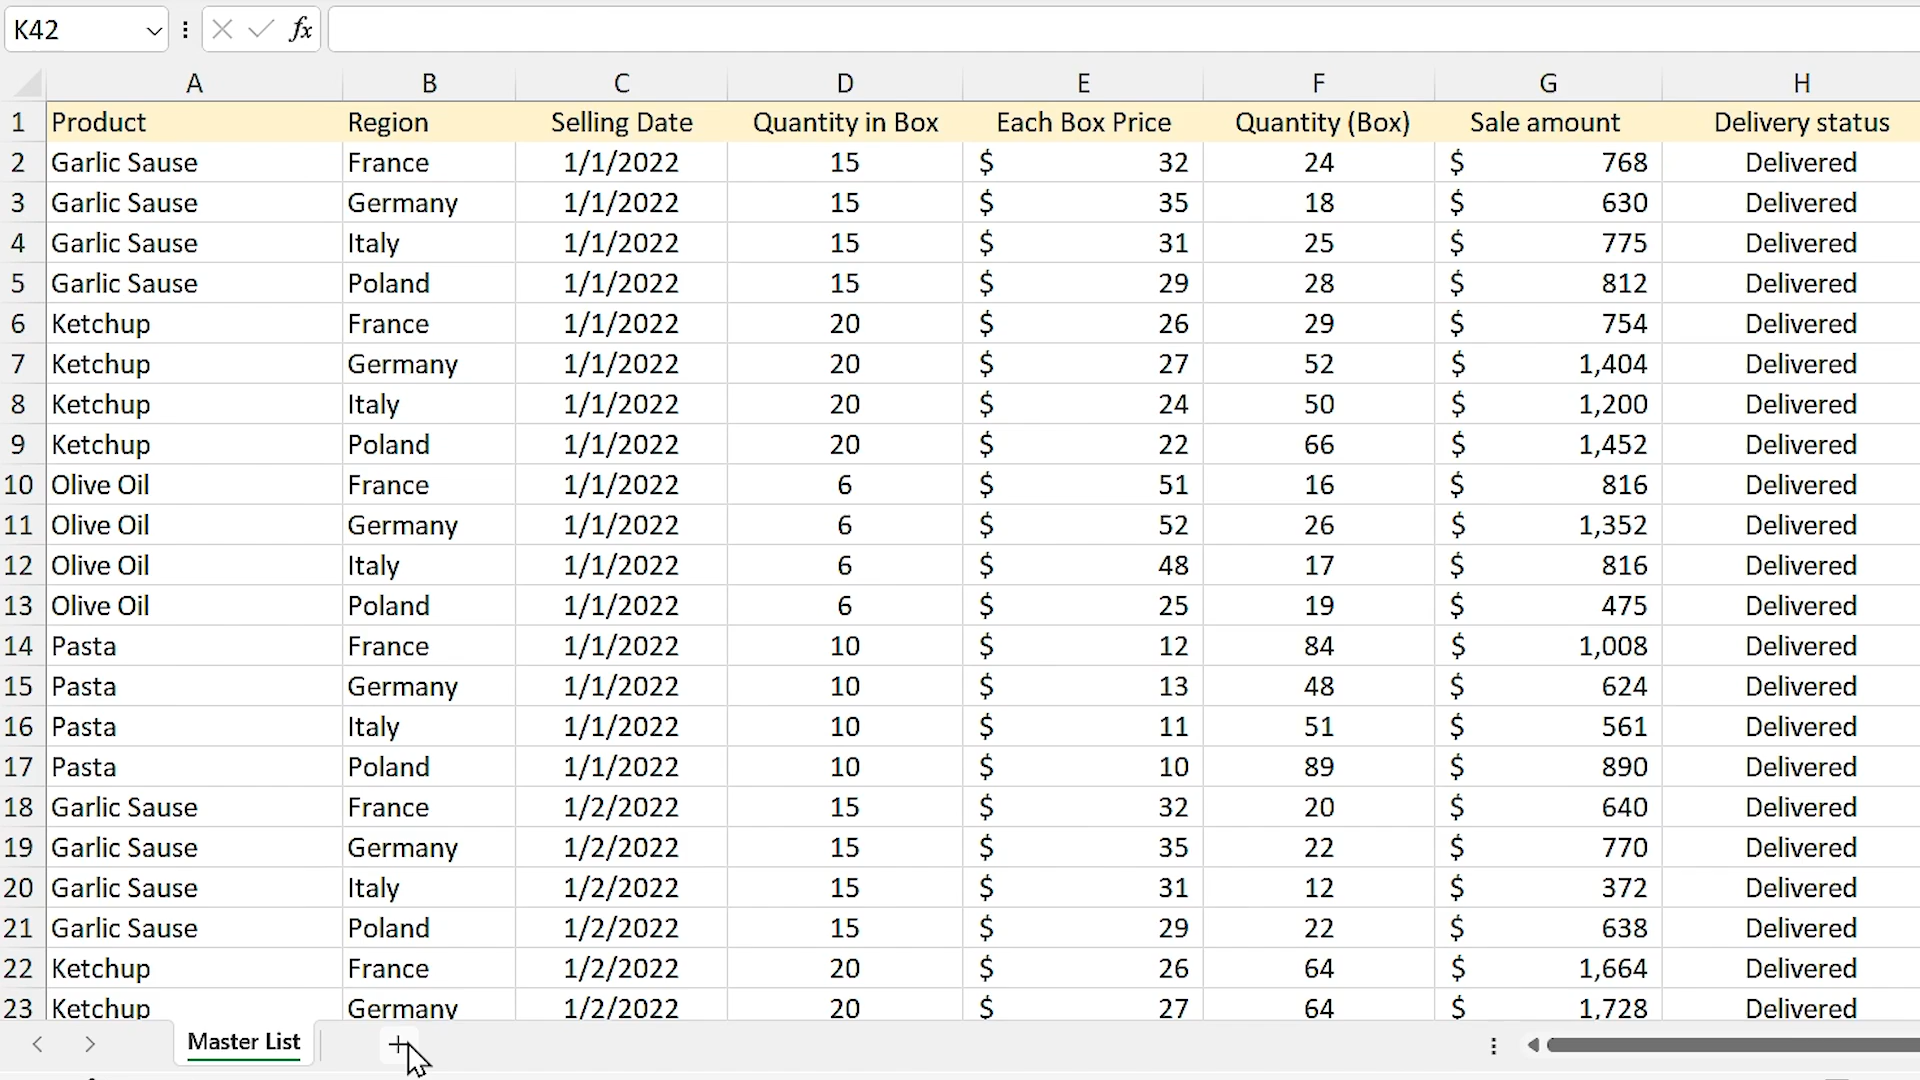 K42 fx
A B C D E F G H
1 Product Region Selling Date Quantity in Box Each Box Price Quantity (Box) Sale amount Delivery status
2 Garlic Sause France 1/1/2022 15 $ 32 24 $ 768 Delivered
3 Garlic Sause Germany 1/1/2022 15 $ 35 18 $ 630 Delivered
4 Garlic Sause Italy 1/1/2022 15 $ 31 25 $ 775 Delivered
5 Garlic Sause Poland 1/1/2022 15 $ 29 28 $ 812 Delivered
6 Ketchup France 1/1/2022 20 $ 26 29 $ 754 Delivered
7 Ketchup Germany 1/1/2022 20 $ 27 52 $ 1,404 Delivered
8 Ketchup Italy 1/1/2022 20 $ 24 50 $ 1,200 Delivered
9 Ketchup Poland 1/1/2022 20 $ 22 66 $ 1,452 Delivered
10 Olive Oil France 1/1/2022 6 $ 51 16 $ 816 Delivered
11 Olive Oil Germany 1/1/2022 6 $ 52 26 $ 1,352 Delivered
12 Olive Oil Italy 1/1/2022 6 $ 48 17 $ 816 Delivered
13 Olive Oil Poland 1/1/2022 6 $ 25 19 $ 475 Delivered
14 Pasta France 1/1/2022 10 $ 12 84 $ 1,008 Delivered
15 Pasta Germany 1/1/2022 10 $ 13 48 $ 624 Delivered
16 Pasta Italy 1/1/2022 10 $ 11 51 $ 561 Delivered
17 Pasta Poland 1/1/2022 10 $ 10 89 $ 890 Delivered
18 Garlic Sause France 1/2/2022 15 $ 32 20 $ 640 Delivered
19 Garlic Sause Germany 1/2/2022 15 $ 35 22 $ 770 Delivered
20 Garlic Sause Italy 1/2/2022 15 $ 31 12 $ 372 Delivered
21 Garlic Sause Poland 1/2/2022 15 $ 29 22 $ 638 Delivered
22 Ketchup France 1/2/2022 20 $ 26 64 $ 1,664 Delivered
23 Ketchup Germany 1/2/2022 20 $ 27 64 $ 1,728 Delivered
Master List